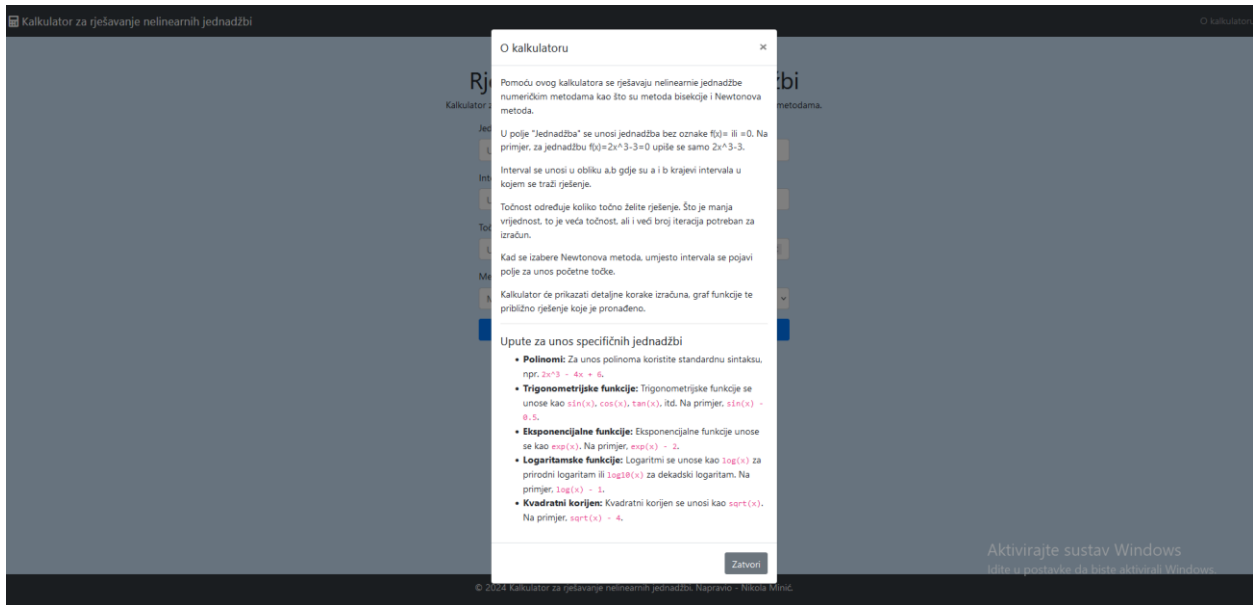 Kalkulator za rješavanje nelinearnih jednadžbi
O kalkulatoru
O kalkulatoru
×
Rj
žbi
Kalkulator z
metodama.
Pomoću ovog kalkulatora se rješavaju nelinearnie jednadžbe
numeričkim metodama kao što su metoda bisekcije i Newtonova
metoda.
Jed
U polje "Jednadžba" se unosi jednadžba bez oznake f(x)= ili =0. Na
primjer, za jednadžbu f(x)=2x^3-3=0 upiše se samo 2x^3-3.
Int
Interval se unosi u obliku a,b gdje su a i b krajevi intervala u
kojem se traži rješenje.
Toč
Točnost određuje koliko točno želite rješenje. Što je manja
vrijednost, to je veća točnost, ali i veći broj iteracija potreban za
izračun.
Me
Kad se izabere Newtonova metoda, umjesto intervala se pojavi
polje za unos početne točke.
Kalkulator će prikazati detaljne korake izračuna, graf funkcije te
približno rješenje koje je pronađeno.
Upute za unos specifičnih jednadžbi
• Polinomi: Za unos polinoma koristite standardnu sintaksu,
npr. 2x^3 - 4x + 6.
• Trigonometrijske funkcije: Trigonometrijske funkcije se
unose kao sin(x), cos(x), tan(x), itd. Na primjer, sin(x) -
0.5.
• Eksponencijalne funkcije: Eksponencijalne funkcije unose
se kao exp(x). Na primjer, exp(x) - 2.
• Logaritamske funkcije: Logaritmi se unose kao log(x) za
prirodni logaritam ili log10(x) za dekadski logaritam. Na
primjer, log(x) - 1.
• Kvadratni korijen: Kvadratni korijen se unosi kao sqrt(x).
Na primjer, sqrt(x) - 4.
Zatvori
Aktivirajte sustav Windows
Idite u postavke da biste aktivirali Windows.
© 2024 Kalkulator za rješavanje nelinearnih jednadžbi. Napravio - Nikola Minić.